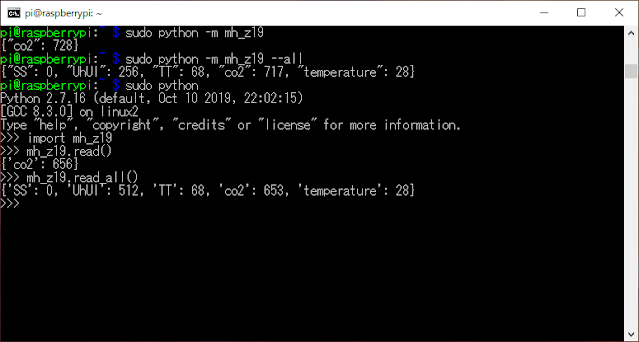 pi@raspberrypi: ~
pi@raspberrypi:~ $ sudo python -m mh_z19
{"co2": 728}
pi@raspberrypi:~ $ sudo python -m mh_z19 --all
{"SS": 0, "UhUl": 256, "TT": 68, "co2": 717, "temperature": 28}
pi@raspberrypi:~ $ sudo python
Python 2.7.16 (default, Oct 10 2019, 22:02:15)
[GCC 8.3.0] on linux2
Type "help", "copyright", "credits" or "license" for more information.
>>> import mh_z19
>>> mh_z19.read()
{'co2': 656}
>>> mh_z19.read_all()
{'SS': 0, 'UhUl': 512, 'TT': 68, 'co2': 653, 'temperature': 28}
>>>